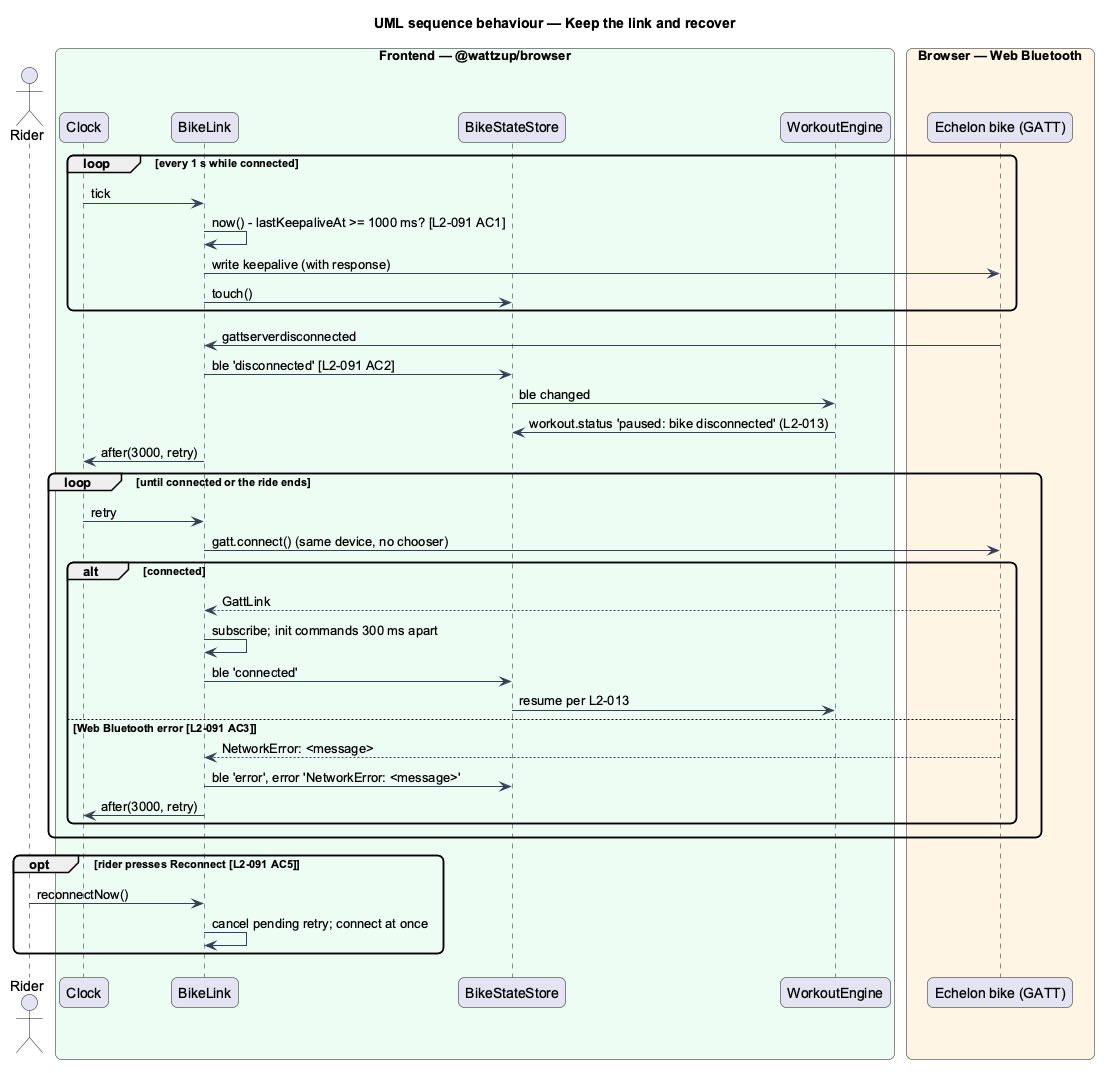 UML sequence behaviour — Keep the link and recover
Frontend — @wattzup/browser
Browser — Web Bluetooth
Rider
Clock
BikeLink
BikeStateStore
WorkoutEngine
Echelon bike (GATT)
loop
[every 1 s while connected]
tick
now() - lastKeepaliveAt >= 1000 ms? [L2-091 AC1]
write keepalive (with response)
touch()
gattserverdisconnected
ble 'disconnected' [L2-091 AC2]
ble changed
workout.status 'paused: bike disconnected' (L2-013)
after(3000, retry)
loop
[until connected or the ride ends]
retry
gatt.connect() (same device, no chooser)
alt
[connected]
GattLink
subscribe; init commands 300 ms apart
ble 'connected'
resume per L2-013
[Web Bluetooth error [L2-091 AC3]]
NetworkError: <message>
ble 'error', error 'NetworkError: <message>'
after(3000, retry)
opt
[rider presses Reconnect [L2-091 AC5]]
reconnectNow()
cancel pending retry; connect at once
Rider
Clock
BikeLink
BikeStateStore
WorkoutEngine
Echelon bike (GATT)